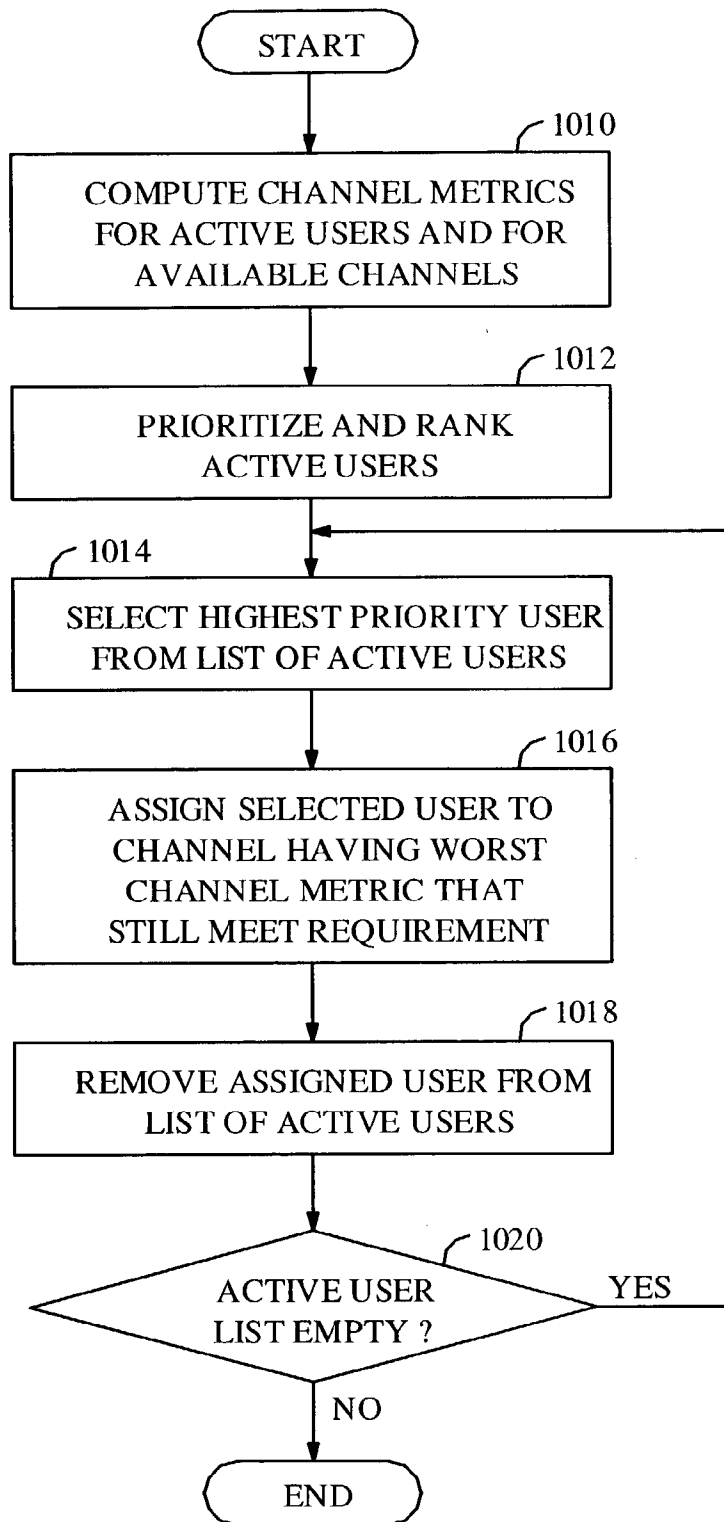 START
1010
COMPUTE CHANNEL METRICS
FOR ACTIVE USERS AND FOR
AVAILABLE CHANNELS
1012
PRIORITIZE AND RANK
ACTIVE USERS
1014
SELECT HIGHEST PRIORITY USER
FROM LIST OF ACTIVE USERS
1016
ASSIGN SELECTED USER TO
CHANNEL HAVING WORST
CHANNEL METRIC THAT
STILL MEET REQUIREMENT
1018
REMOVE ASSIGNED USER FROM
LIST OF ACTIVE USERS
1020
ACTIVE USER
LIST EMPTY ?
YES
NO
END